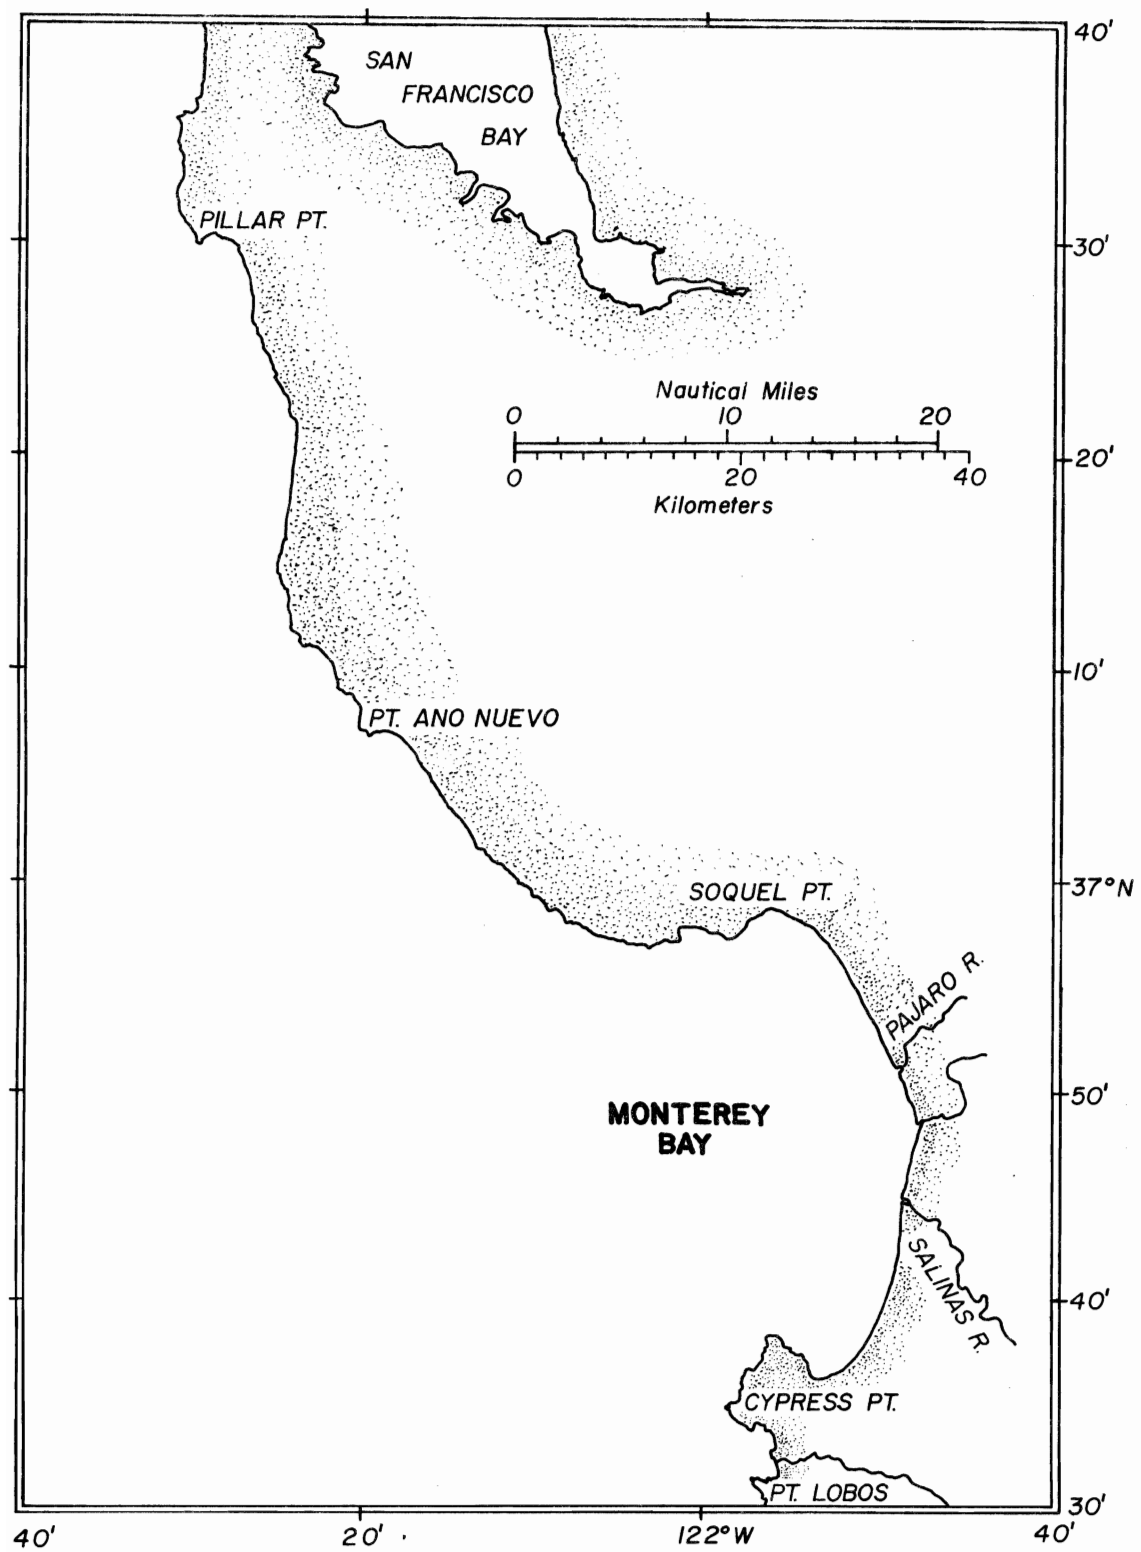 40'
SAN
FRANCISCO
BAY
PILLAR PT.
30'
Nautical Miles
0 10 20
20'
0 20 40
Kilometers
10'
PT. ANO NUEVO
37°N
SOQUEL PT.
PAJARO R.
50'
MONTEREY
BAY
SALINAS R.
40'
CYPRESS PT.
PT. LOBOS
30'
40' 20' 122°W 40'